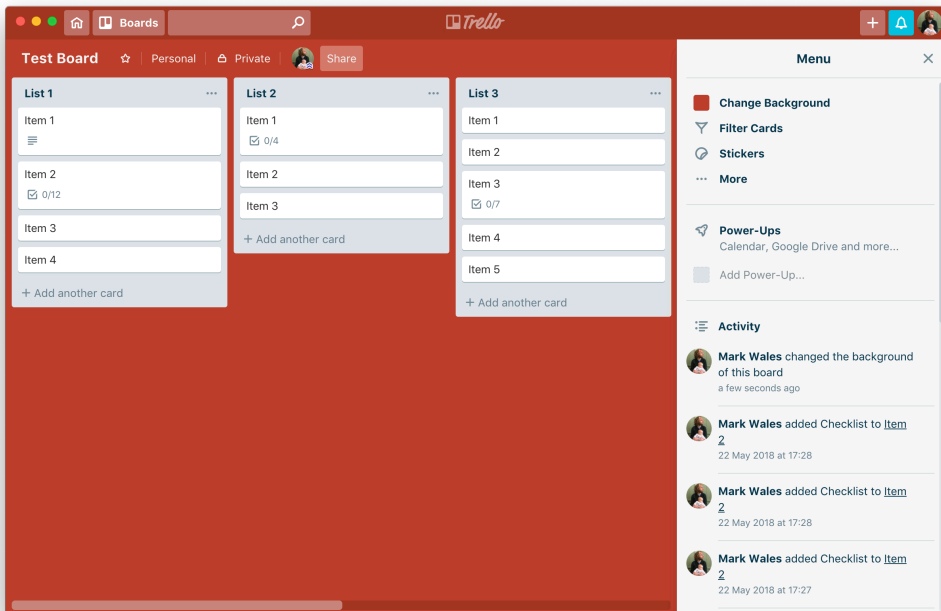 Boards
Trello
Test Board
Personal
Private
Share
List 1
Item 1
Item 2
0/12
Item 3
Item 4
+ Add another card
List 2
Item 1
0/4
Item 2
Item 3
+ Add another card
List 3
Item 1
Item 2
Item 3
0/7
Item 4
Item 5
+ Add another card
Menu
Change Background
Filter Cards
Stickers
More
Power-Ups
Calendar, Google Drive and more...
Add Power-Up...
Activity
Mark Wales changed the background
of this board
a few seconds ago
Mark Wales added Checklist to Item
2
22 May 2018 at 17:28
Mark Wales added Checklist to Item
2
22 May 2018 at 17:28
Mark Wales added Checklist to Item
2
22 May 2018 at 17:27